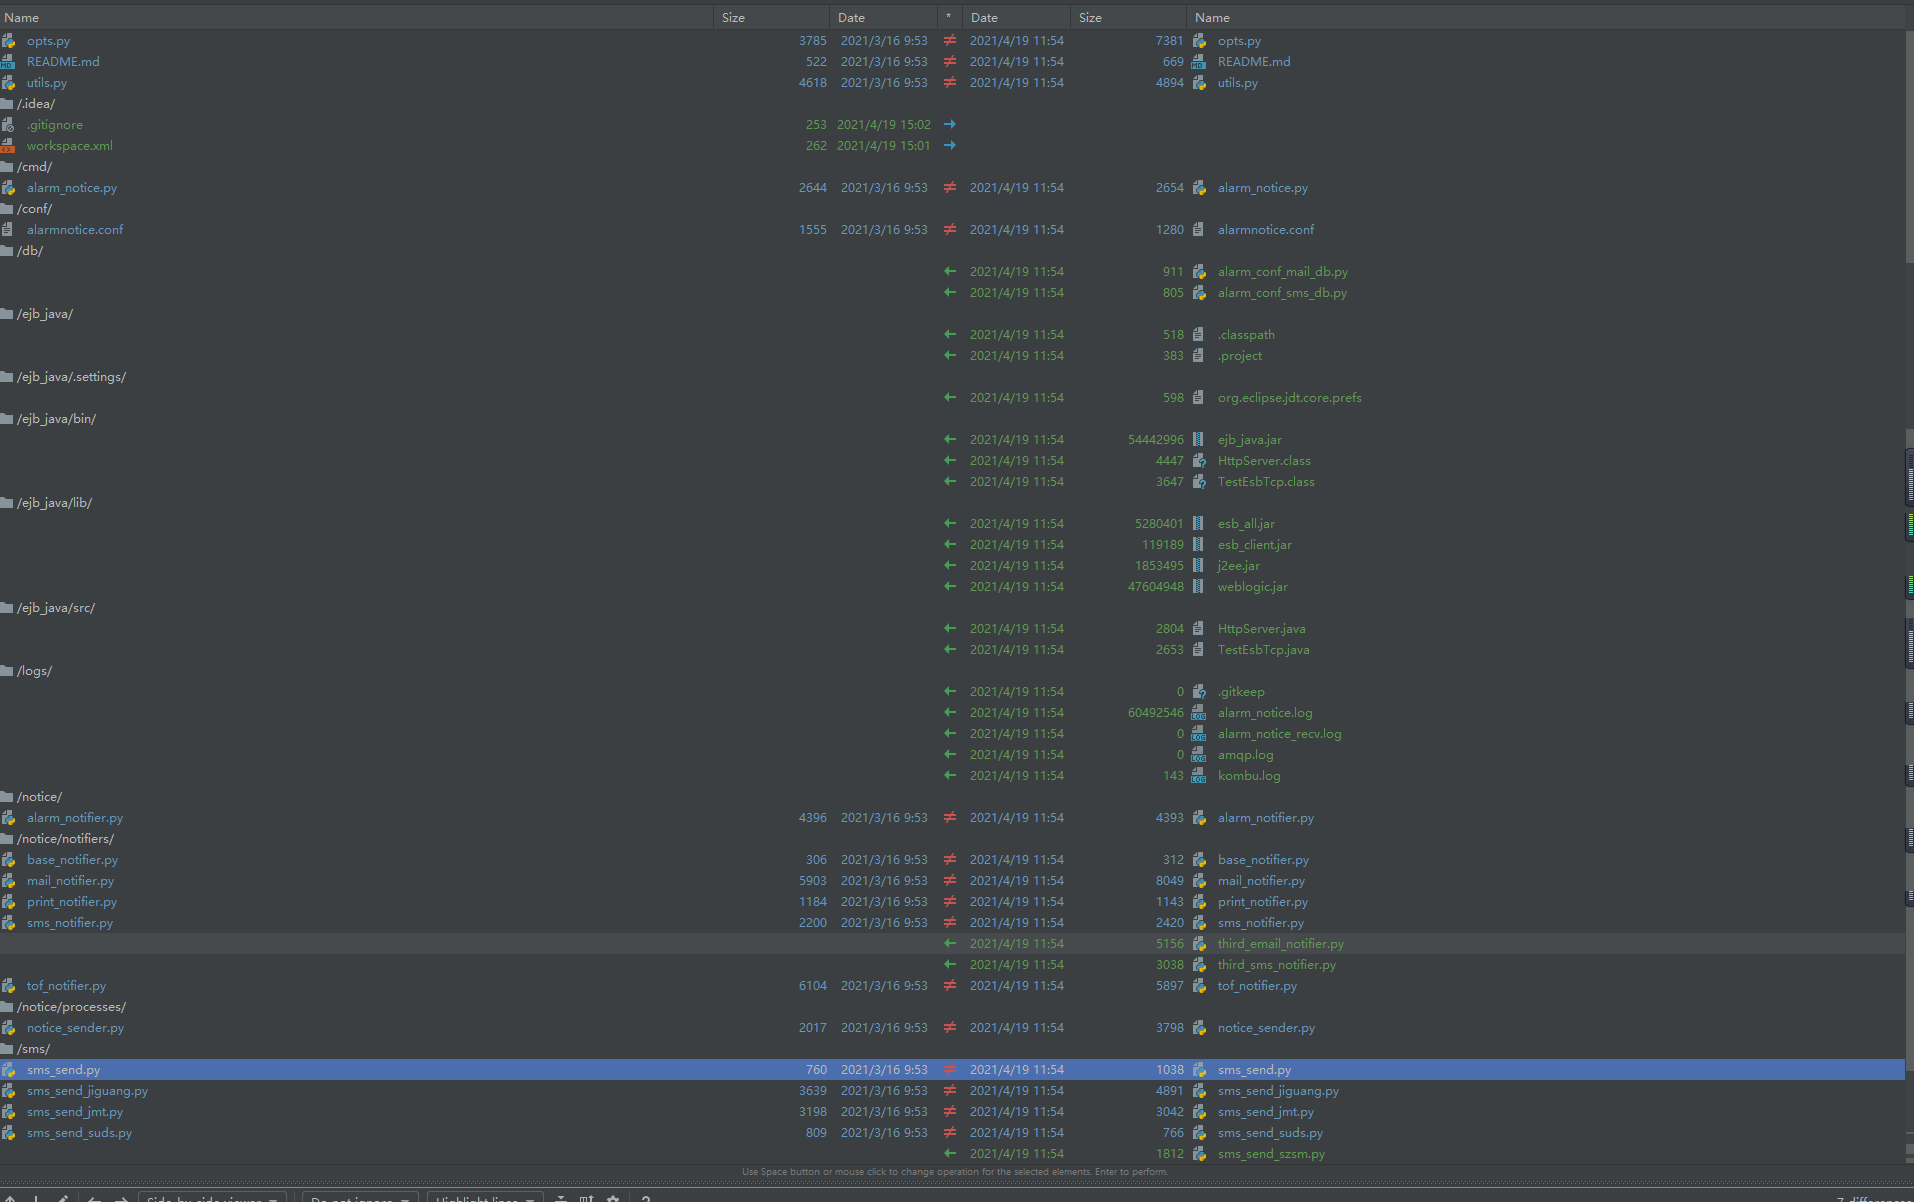 Name Size Date * Date Size Name
opts.py 3785 2021/3/16 9:53 ≠ 2021/4/19 11:54 7381 opts.py
README.md 522 2021/3/16 9:53 ≠ 2021/4/19 11:54 669 README.md
utils.py 4618 2021/3/16 9:53 ≠ 2021/4/19 11:54 4894 utils.py
/.idea/
.gitignore 253 2021/4/19 15:02 →
workspace.xml 262 2021/4/19 15:01 →
/cmd/
alarm_notice.py 2644 2021/3/16 9:53 ≠ 2021/4/19 11:54 2654 alarm_notice.py
/conf/
alarmnotice.conf 1555 2021/3/16 9:53 ≠ 2021/4/19 11:54 1280 alarmnotice.conf
/db/
← 2021/4/19 11:54 911 alarm_conf_mail_db.py
← 2021/4/19 11:54 805 alarm_conf_sms_db.py
/ejb_java/
← 2021/4/19 11:54 518 .classpath
← 2021/4/19 11:54 383 .project
/ejb_java/.settings/
← 2021/4/19 11:54 598 org.eclipse.jdt.core.prefs
/ejb_java/bin/
← 2021/4/19 11:54 54442996 ejb_java.jar
← 2021/4/19 11:54 4447 HttpServer.class
← 2021/4/19 11:54 3647 TestEsbTcp.class
/ejb_java/lib/
← 2021/4/19 11:54 5280401 esb_all.jar
← 2021/4/19 11:54 119189 esb_client.jar
← 2021/4/19 11:54 1853495 j2ee.jar
← 2021/4/19 11:54 47604948 weblogic.jar
/ejb_java/src/
← 2021/4/19 11:54 2804 HttpServer.java
← 2021/4/19 11:54 2653 TestEsbTcp.java
/logs/
← 2021/4/19 11:54 0 .gitkeep
← 2021/4/19 11:54 60492546 alarm_notice.log
← 2021/4/19 11:54 0 alarm_notice_recv.log
← 2021/4/19 11:54 0 amqp.log
← 2021/4/19 11:54 143 kombu.log
/notice/
alarm_notifier.py 4396 2021/3/16 9:53 ≠ 2021/4/19 11:54 4393 alarm_notifier.py
/notice/notifiers/
base_notifier.py 306 2021/3/16 9:53 ≠ 2021/4/19 11:54 312 base_notifier.py
mail_notifier.py 5903 2021/3/16 9:53 ≠ 2021/4/19 11:54 8049 mail_notifier.py
print_notifier.py 1184 2021/3/16 9:53 ≠ 2021/4/19 11:54 1143 print_notifier.py
sms_notifier.py 2200 2021/3/16 9:53 ≠ 2021/4/19 11:54 2420 sms_notifier.py
← 2021/4/19 11:54 5156 third_email_notifier.py
← 2021/4/19 11:54 3038 third_sms_notifier.py
tof_notifier.py 6104 2021/3/16 9:53 ≠ 2021/4/19 11:54 5897 tof_notifier.py
/notice/processes/
notice_sender.py 2017 2021/3/16 9:53 ≠ 2021/4/19 11:54 3798 notice_sender.py
/sms/
sms_send.py 760 2021/3/16 9:53 ≠ 2021/4/19 11:54 1038 sms_send.py
sms_send_jiguang.py 3639 2021/3/16 9:53 ≠ 2021/4/19 11:54 4891 sms_send_jiguang.py
sms_send_jmt.py 3198 2021/3/16 9:53 ≠ 2021/4/19 11:54 3042 sms_send_jmt.py
sms_send_suds.py 809 2021/3/16 9:53 ≠ 2021/4/19 11:54 766 sms_send_suds.py
← 2021/4/19 11:54 1812 sms_send_szsm.py
Use Space button or mouse click to change operation for the selected elements. Enter to perform.
Side-by-side viewer Do not ignore Highlight lines ? 7 differences